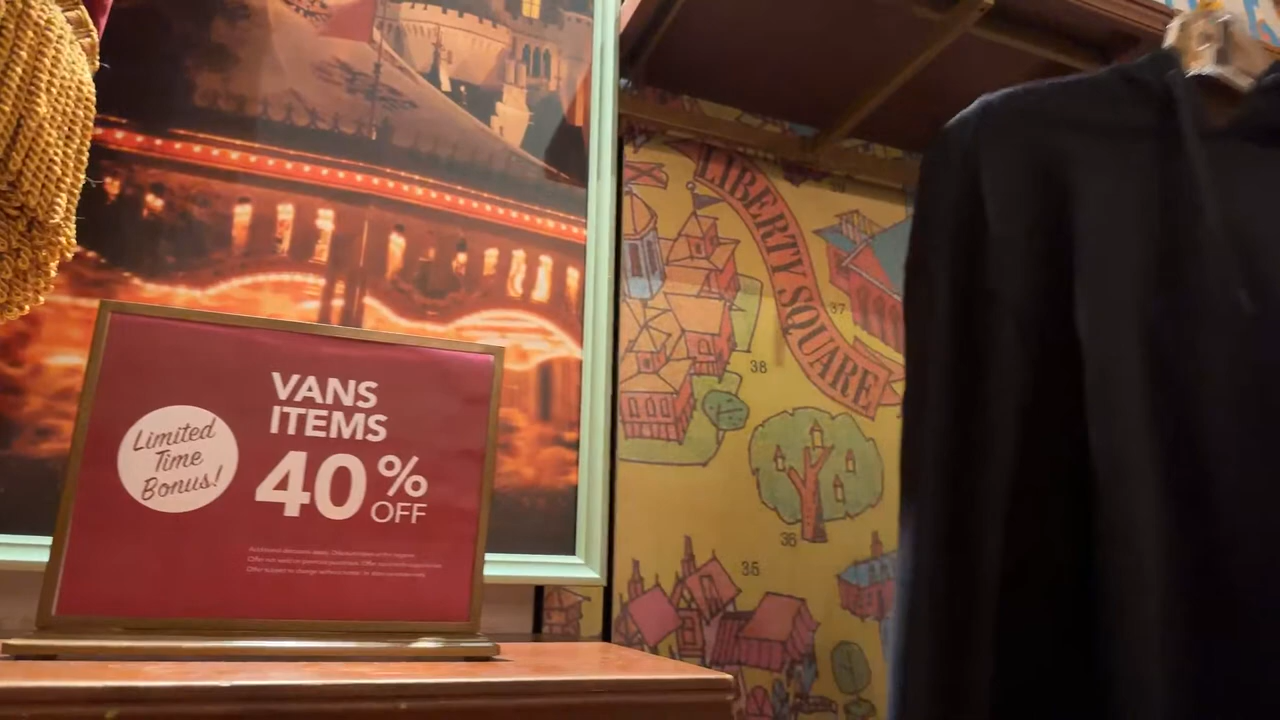 LIBERTY SQUARE
37
38
36
35
VANS
ITEMS
40% OFF
Limited
Time
Bonus!